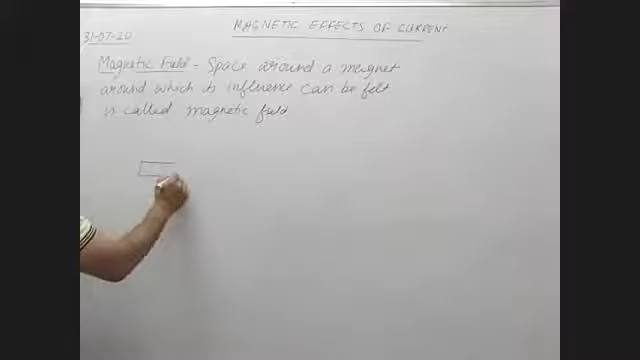 MAGNETIC EFFECTS OF CURRENT
31-07-20
Magnetic Field - Space around a magnet
around which its influence can be felt
is called magnetic field